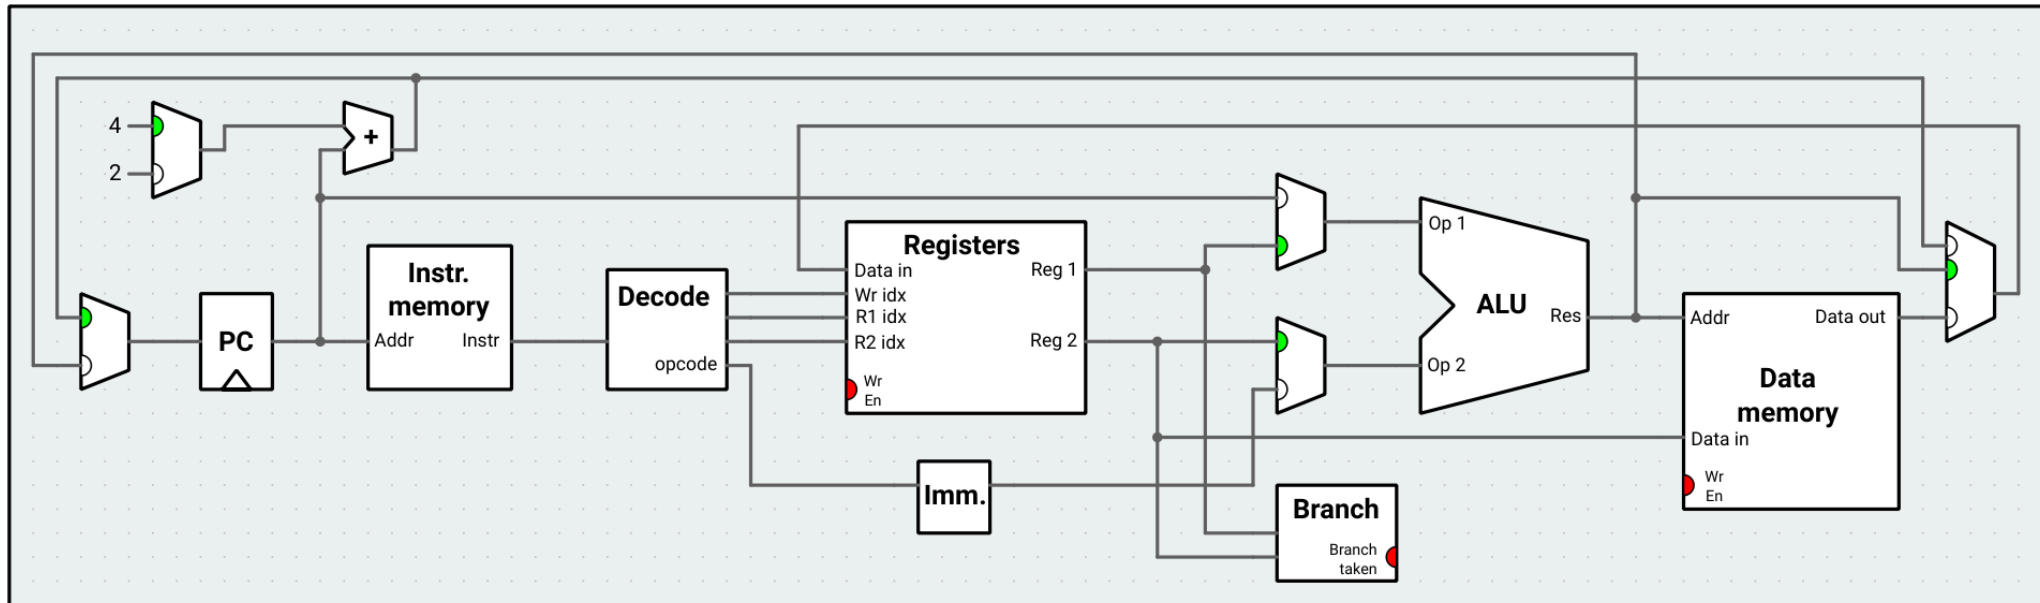 4
2
+
PC
Instr.
memory
Addr
Instr
Decode
opcode
Registers
Data in
Wr idx
R1 idx
R2 idx
Wr
En
Reg 1
Reg 2
Imm.
Branch
Branch
taken
Op 1
Op 2
ALU
Res
Addr
Data out
Data
memory
Data in
Wr
En